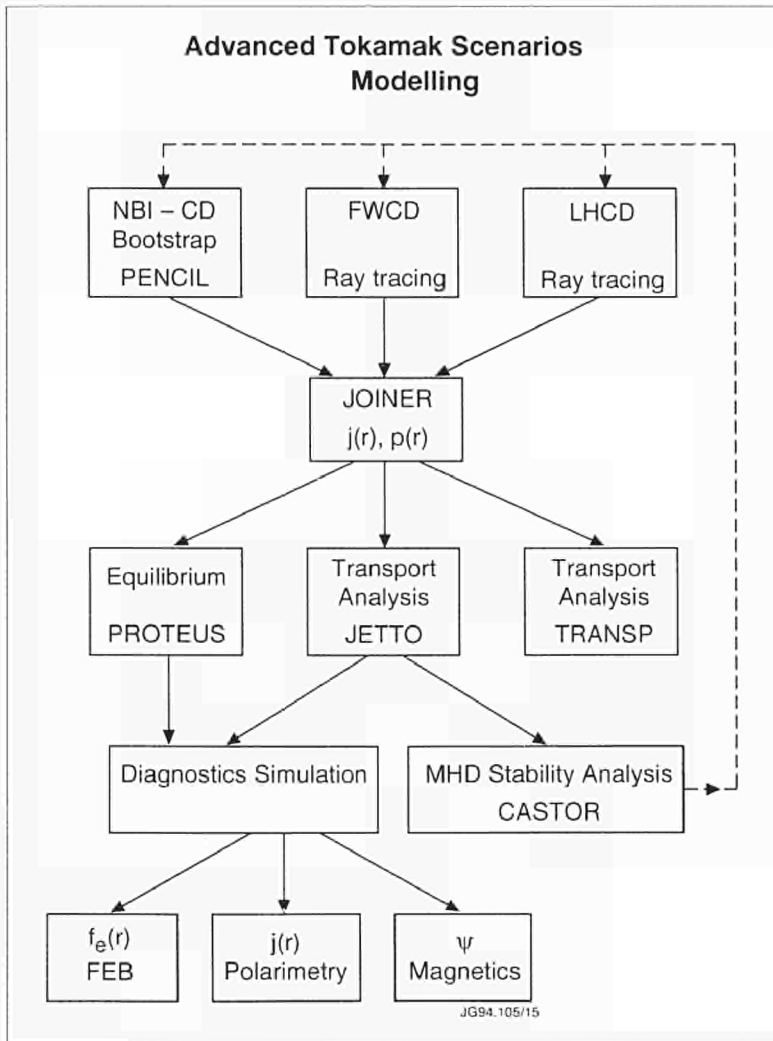 Advanced Tokamak Scenarios
Modelling
NBI – CD
Bootstrap
PENCIL
FWCD
Ray tracing
LHCD
Ray tracing
JOINER
j(r), p(r)
Equilibrium
PROTEUS
Transport
Analysis
JETTO
Transport
Analysis
TRANSP
Diagnostics Simulation
MHD Stability Analysis
CASTOR
fe(r)
FEB
j(r)
Polarimetry
ψ
Magnetics
JG94.105/15